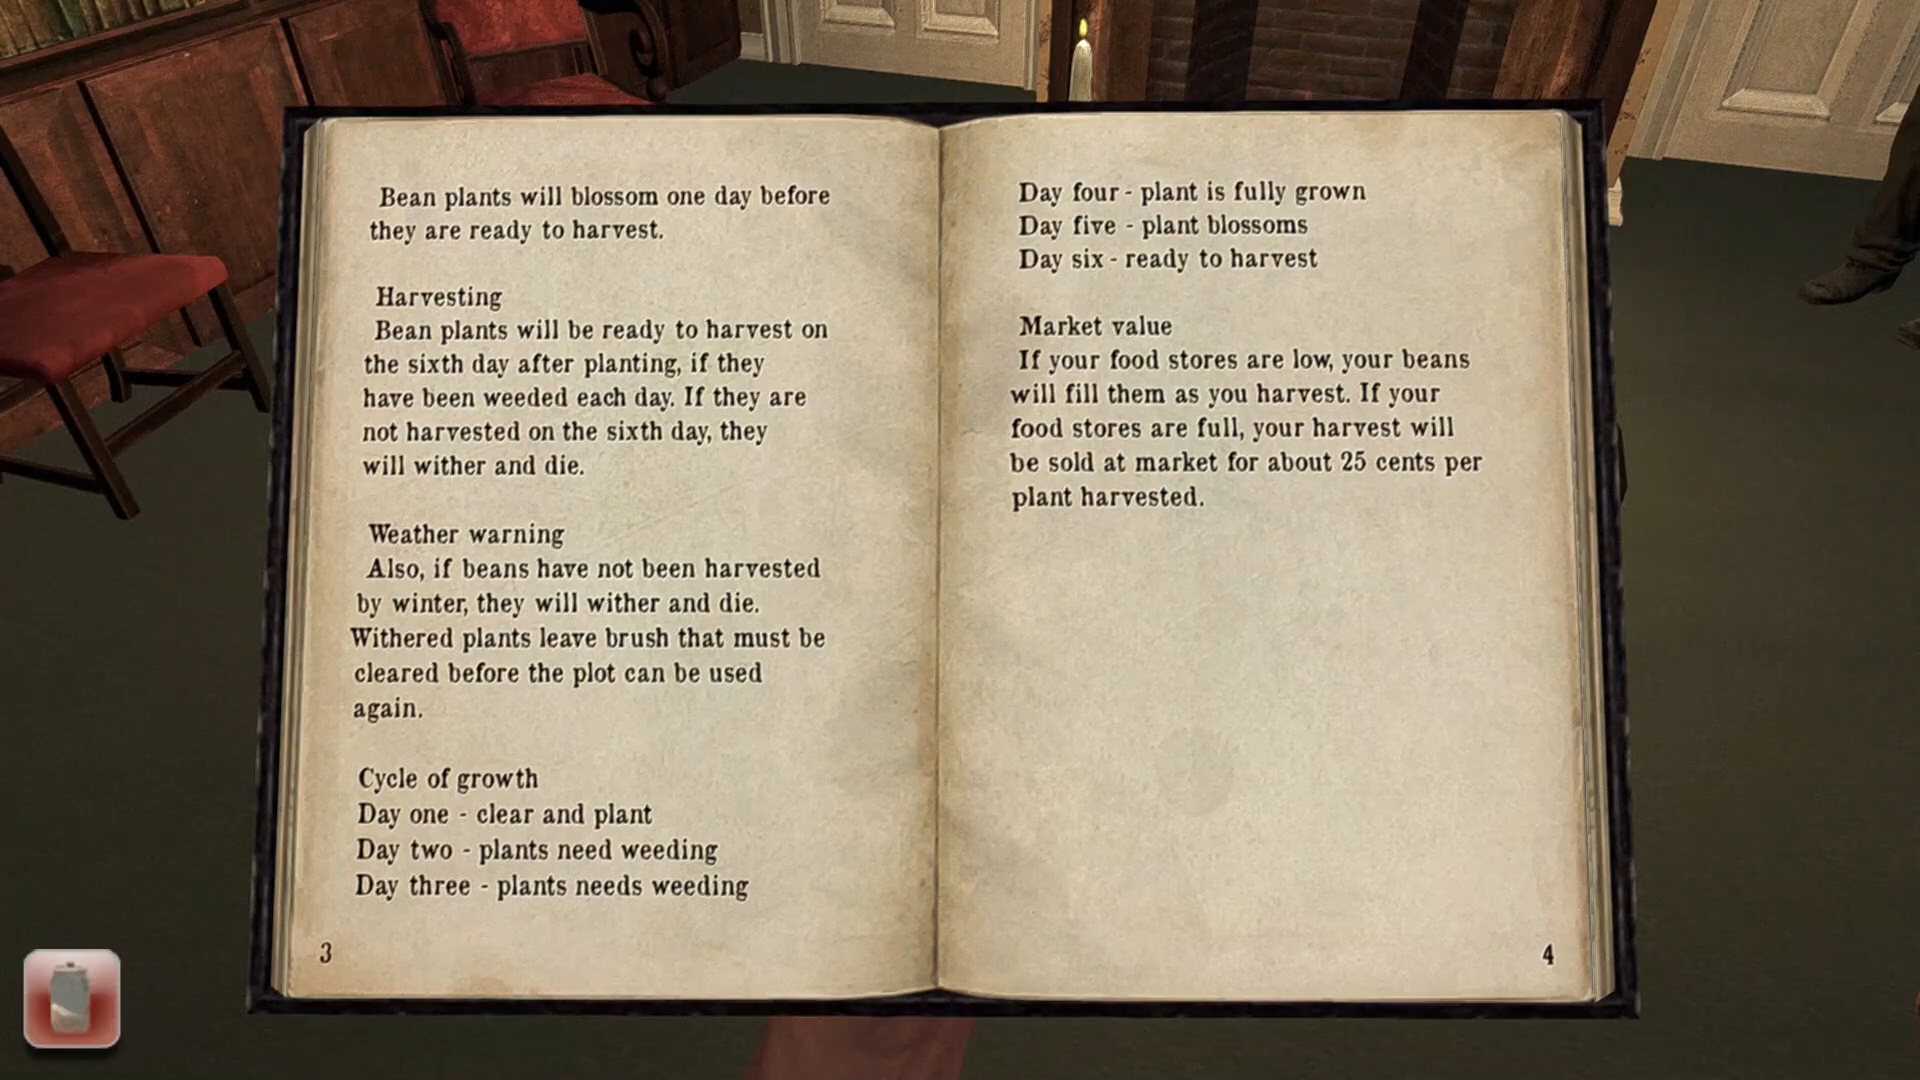 Bean plants will blossom one day before
they are ready to harvest.
Harvesting
Bean plants will be ready to harvest on
the sixth day after planting, if they
have been weeded each day. If they are
not harvested on the sixth day, they
will wither and die.
Weather warning
Also, if beans have not been harvested
by winter, they will wither and die.
Withered plants leave brush that must be
cleared before the plot can be used
again.
Cycle of growth
Day one - clear and plant
Day two - plants need weeding
Day three - plants needs weeding
3
Day four - plant is fully grown
Day five - plant blossoms
Day six - ready to harvest
Market value
If your food stores are low, your beans
will fill them as you harvest. If your
food stores are full, your harvest will
be sold at market for about 25 cents per
plant harvested.
4